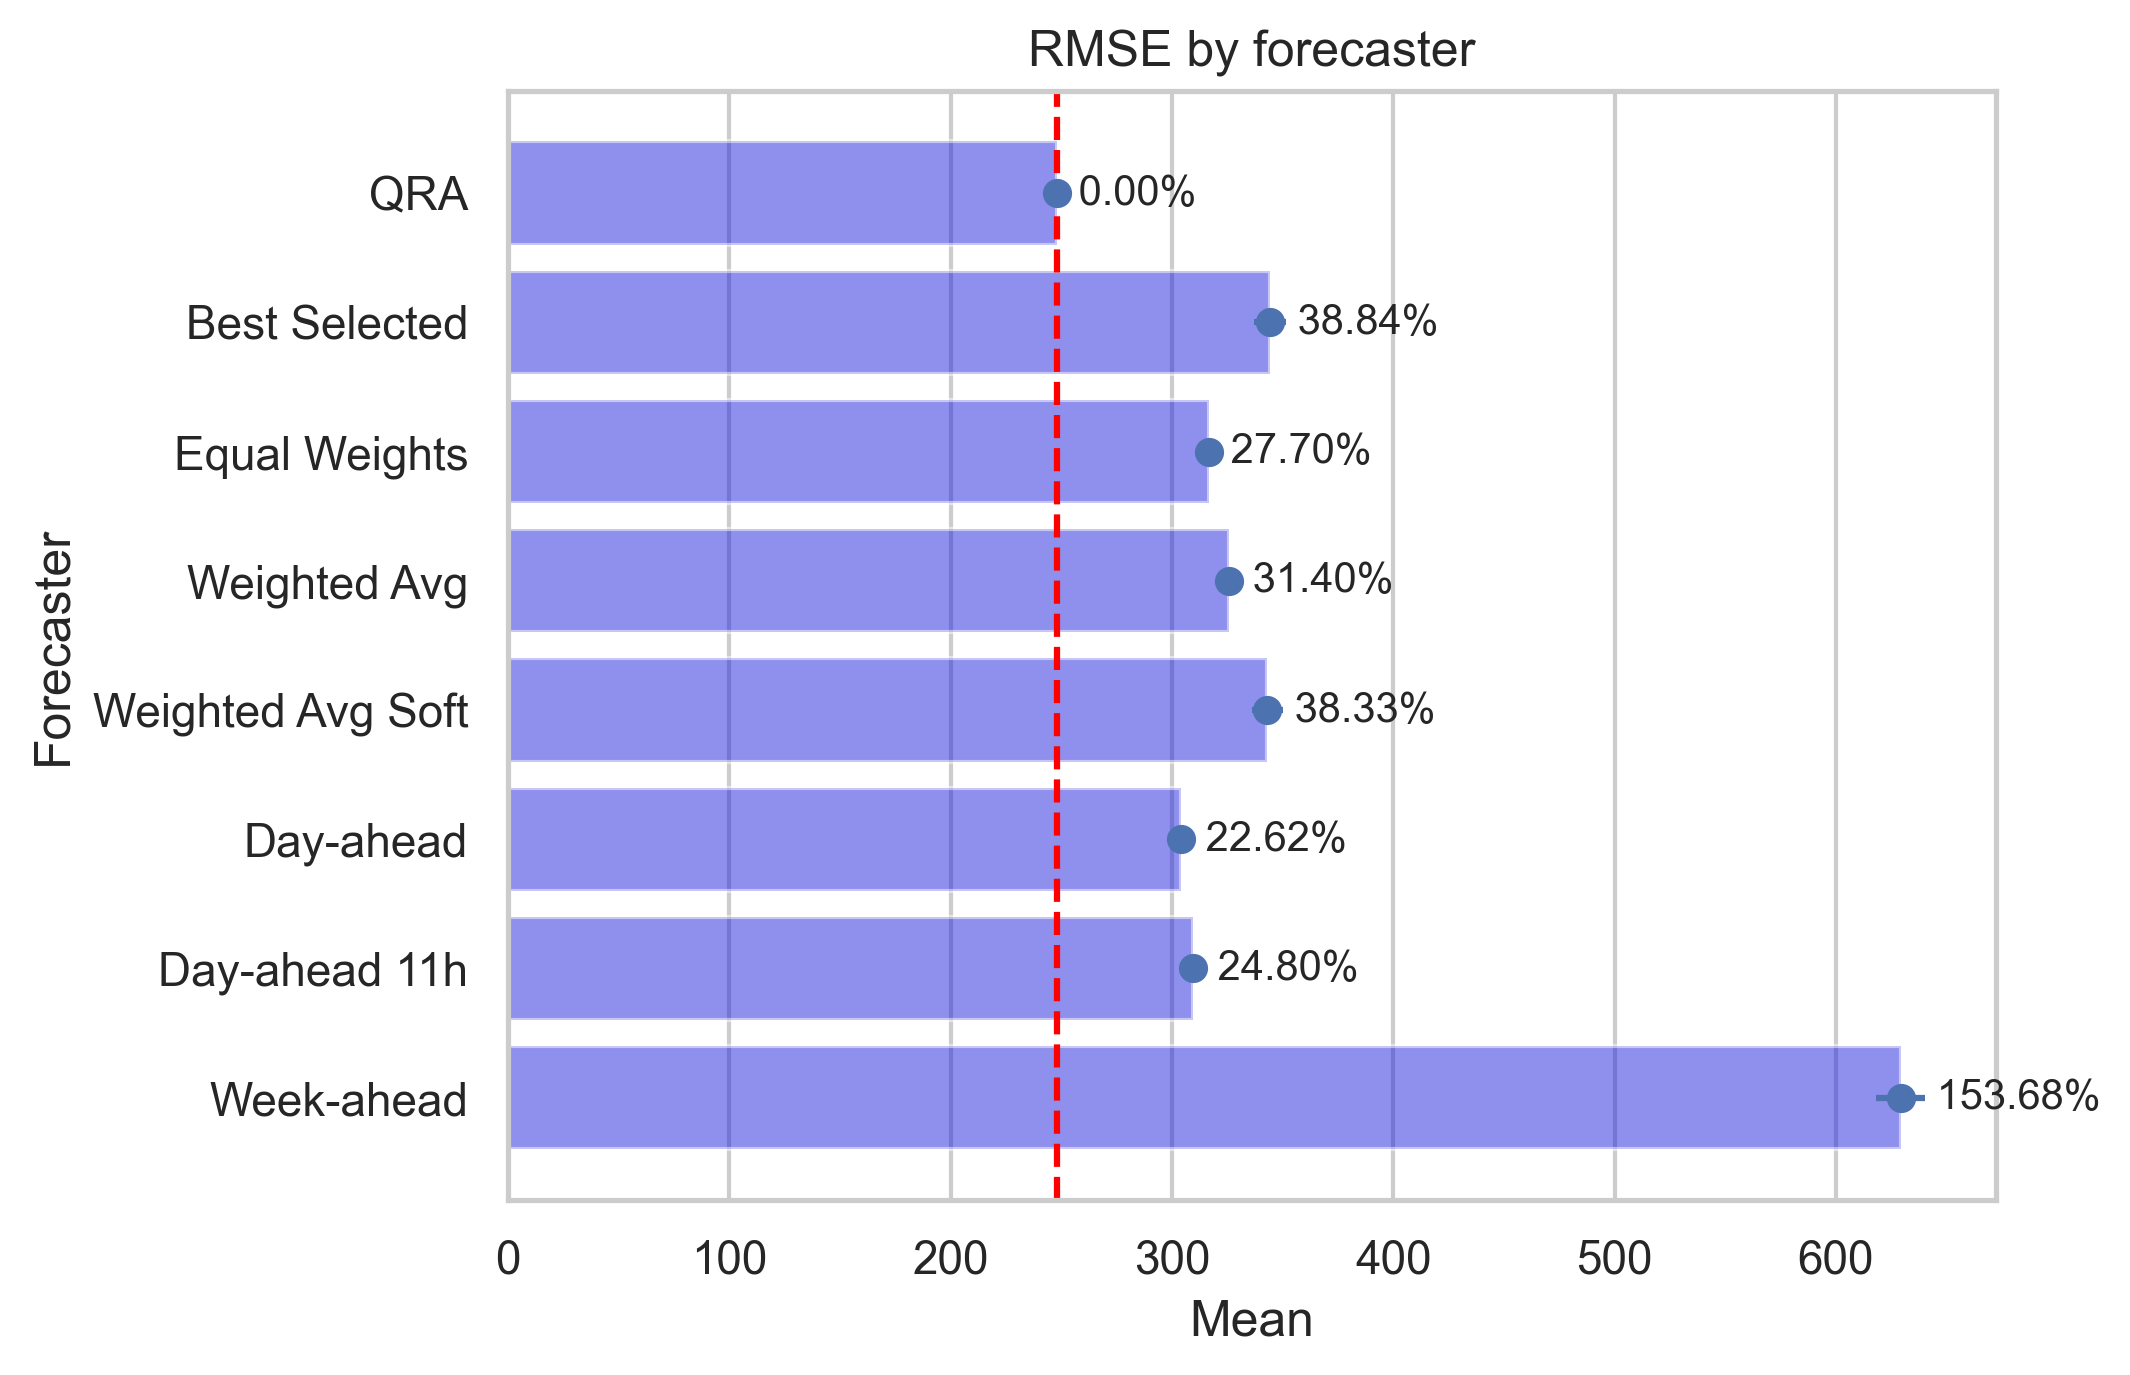 RMSE by forecaster
QRA
0.00%
Best Selected
38.84%
Equal Weights
27.70%
Weighted Avg
31.40%
Weighted Avg Soft
38.33%
Day-ahead
22.62%
Day-ahead 11h
24.80%
Week-ahead
153.68%
Forecaster
0 100 200 300 400 500 600
Mean